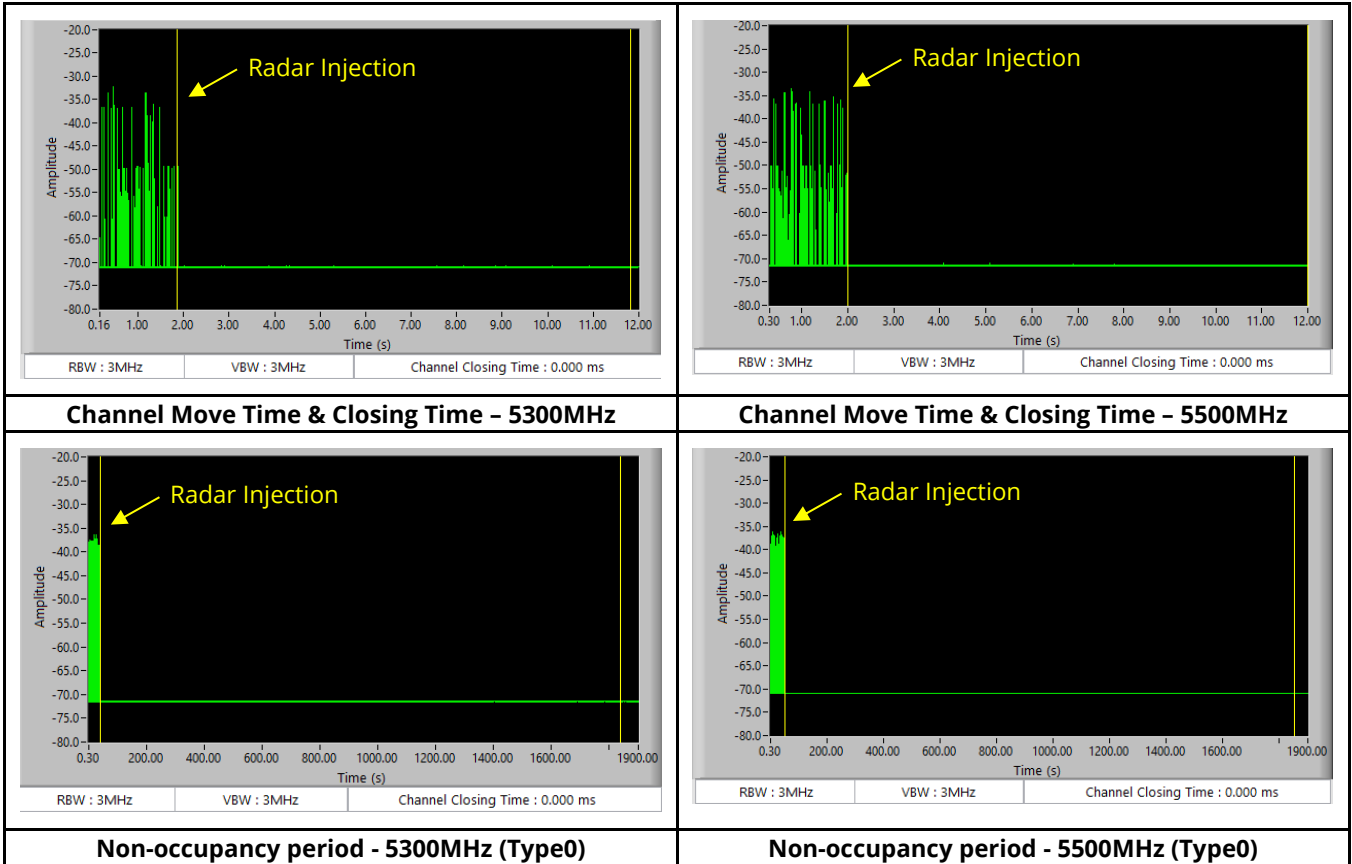 -20.0
-25.0
-30.0
-35.0
-40.0
-45.0
-50.0
-55.0
-60.0
-65.0
-70.0
-75.0
-80.0
Amplitude
Radar Injection
0.16 1.00 2.00 3.00 4.00 5.00 6.00 7.00 8.00 9.00 10.00 11.00 12.00
Time (s)
RBW : 3MHz VBW : 3MHz Channel Closing Time : 0.000 ms
Channel Move Time & Closing Time – 5300MHz
-20.0
-25.0
-30.0
-35.0
-40.0
-45.0
-50.0
-55.0
-60.0
-65.0
-70.0
-75.0
-80.0
Amplitude
Radar Injection
0.30 1.00 2.00 3.00 4.00 5.00 6.00 7.00 8.00 9.00 10.00 11.00 12.00
Time (s)
RBW : 3MHz VBW : 3MHz Channel Closing Time : 0.000 ms
Channel Move Time & Closing Time – 5500MHz
-20.0
-25.0
-30.0
-35.0
-40.0
-45.0
-50.0
-55.0
-60.0
-65.0
-70.0
-75.0
-80.0
Amplitude
Radar Injection
0.30 200.00 400.00 600.00 800.00 1000.00 1200.00 1400.00 1600.00 1900.00
Time (s)
RBW : 3MHz VBW : 3MHz Channel Closing Time : 0.000 ms
Non-occupancy period - 5300MHz (Type0)
-20.0
-25.0
-30.0
-35.0
-40.0
-45.0
-50.0
-55.0
-60.0
-65.0
-70.0
-75.0
-80.0
Amplitude
Radar Injection
0.30 200.00 400.00 600.00 800.00 1000.00 1200.00 1400.00 1600.00 1900.00
Time (s)
RBW : 3MHz VBW : 3MHz Channel Closing Time : 0.000 ms
Non-occupancy period - 5500MHz (Type0)